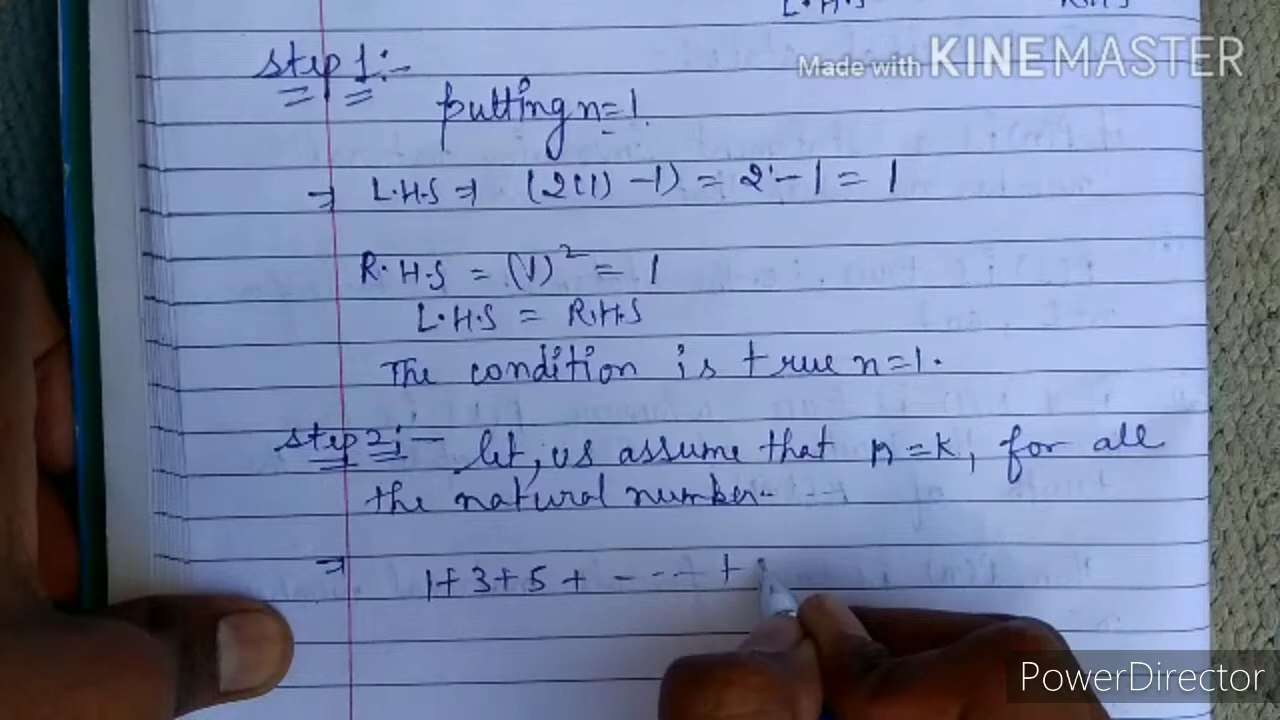 L.H.S R.H.S
Made with KINEMASTER
step 1:-
putting n=1.
⇒ L.H.S ⇒ (2(1) -1) = 2 - 1 = 1
R.H.S = (1)² = 1
L.H.S = R.H.S
The condition is true n=1.
step 2:- let, us assume that n=k, for all
the natural number.
⇒ 1+3+5+ ---- +
PowerDirector